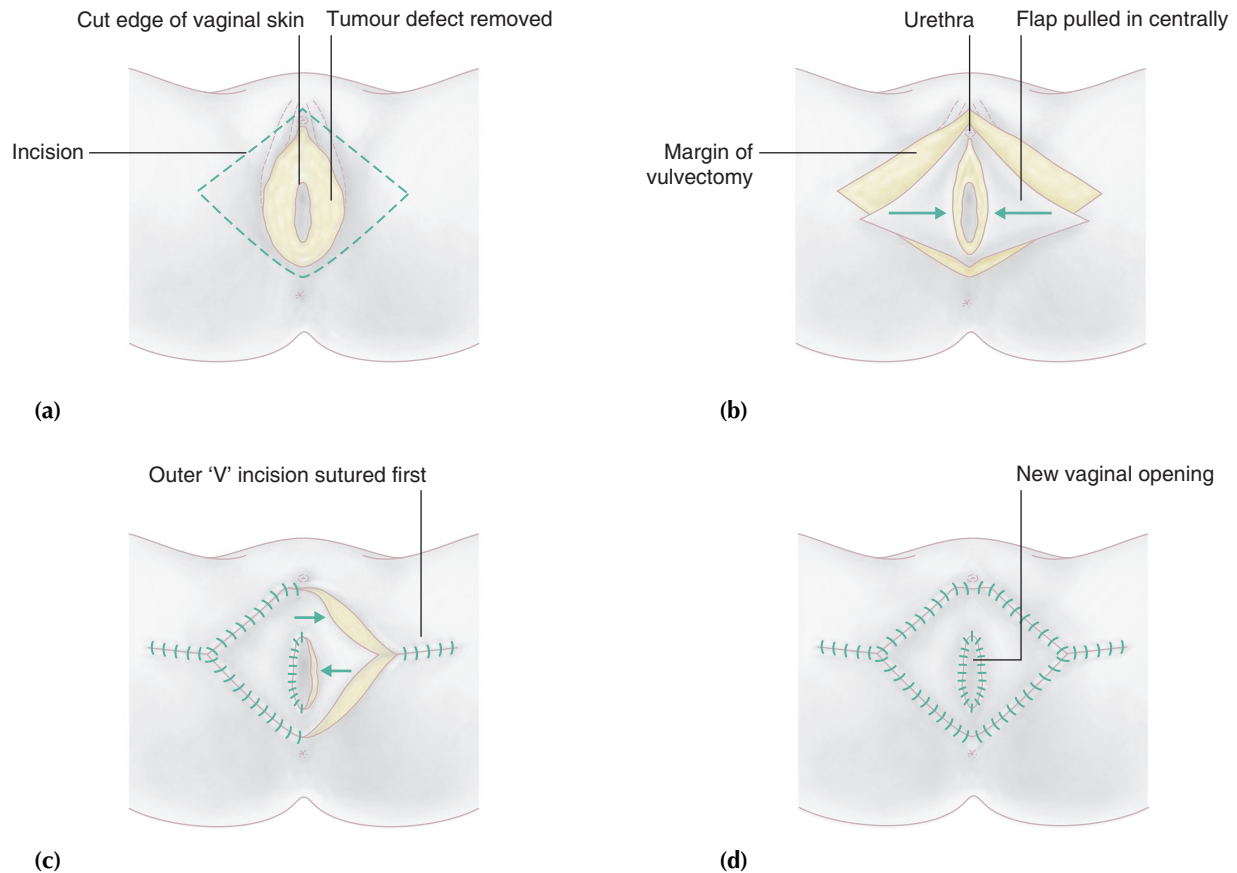 Cut edge of vaginal skin
Tumour defect removed
Incision
(a)
Urethra
Flap pulled in centrally
Margin of
vulvectomy
(b)
Outer ‘V’ incision sutured first
(c)
New vaginal opening
(d)